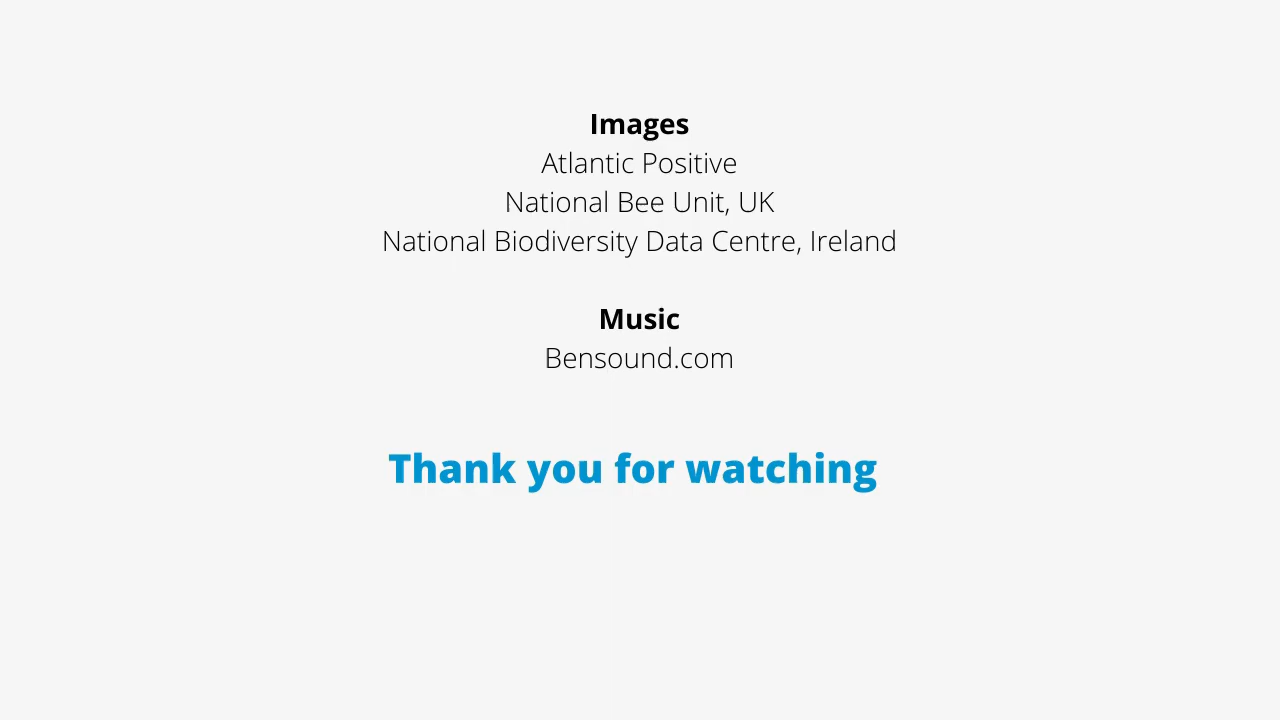 Images
Atlantic Positive
National Bee Unit, UK
National Biodiversity Data Centre, Ireland
Music
Bensound.com
Thank you for watching